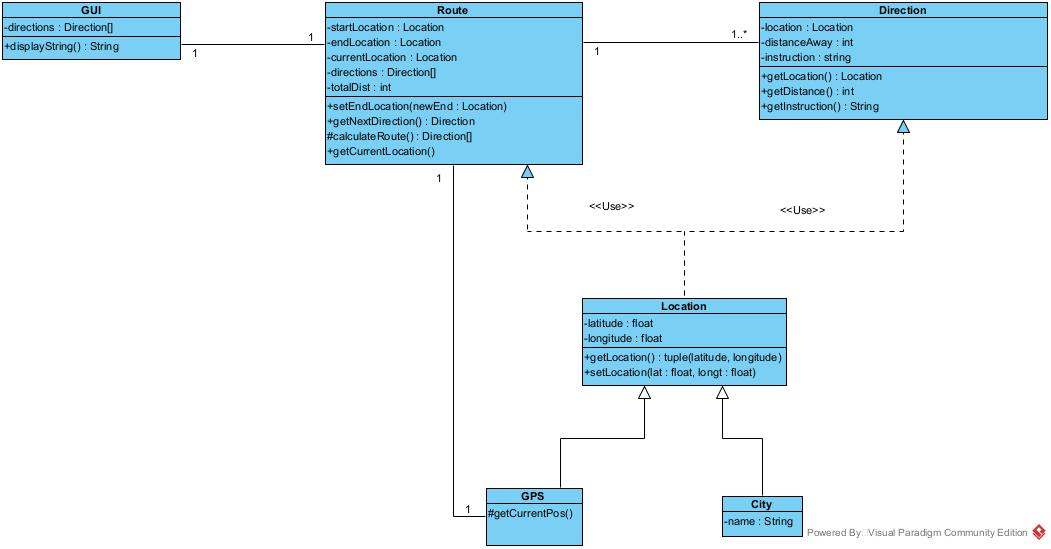 GUI
-directions : Direction[]
+displayString() : String
1
1
Route
-startLocation : Location
-endLocation : Location
-currentLocation : Location
-directions : Direction[]
-totalDist : int
+setEndLocation(newEnd : Location)
+getNextDirection() : Direction
#calculateRoute() : Direction[]
+getCurrentLocation()
1
1..*
Direction
-location : Location
-distanceAway : int
-instruction : string
+getLocation() : Location
+getDistance() : int
+getInstruction() : String
1
<<Use>>
<<Use>>
Location
-latitude : float
-longitude : float
+getLocation() : tuple(latitude, longitude)
+setLocation(lat : float, longt : float)
1
GPS
#getCurrentPos()
City
-name : String
Powered By Visual Paradigm Community Edition